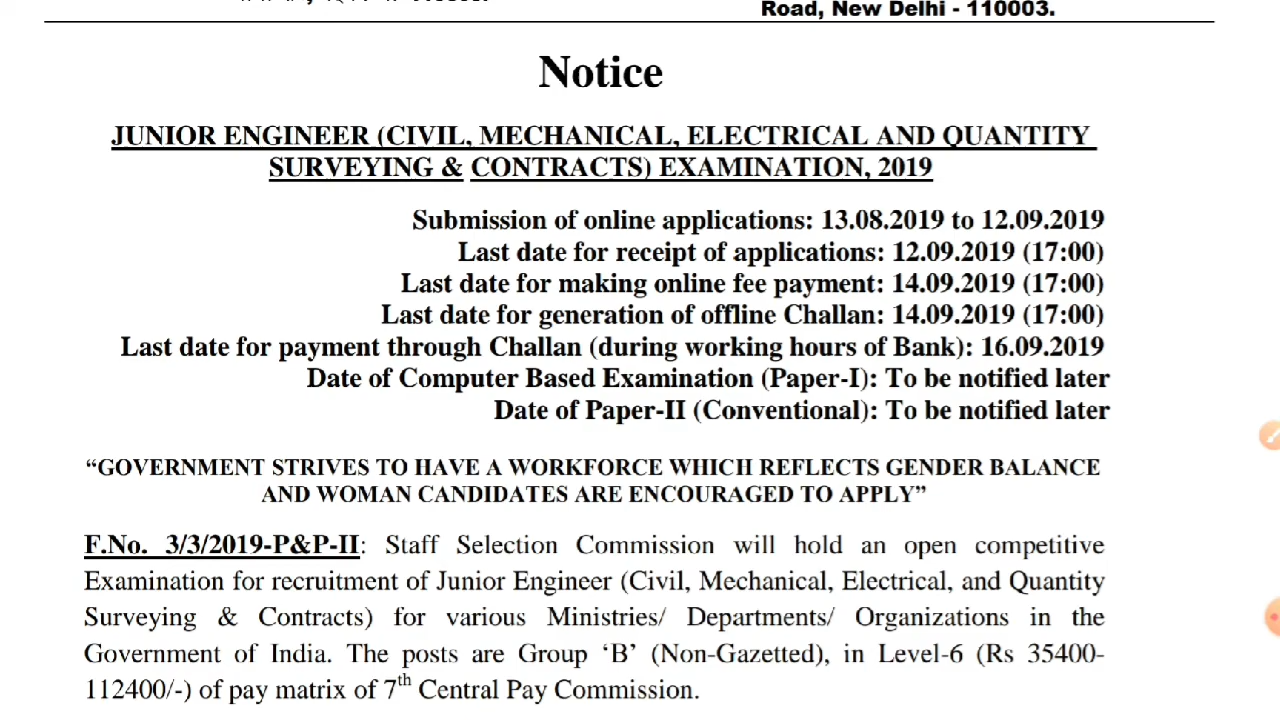 Road, New Delhi - 110003.
Notice
JUNIOR ENGINEER (CIVIL, MECHANICAL, ELECTRICAL AND QUANTITY
SURVEYING & CONTRACTS) EXAMINATION, 2019
Submission of online applications: 13.08.2019 to 12.09.2019
Last date for receipt of applications: 12.09.2019 (17:00)
Last date for making online fee payment: 14.09.2019 (17:00)
Last date for generation of offline Challan: 14.09.2019 (17:00)
Last date for payment through Challan (during working hours of Bank): 16.09.2019
Date of Computer Based Examination (Paper-I): To be notified later
Date of Paper-II (Conventional): To be notified later
“GOVERNMENT STRIVES TO HAVE A WORKFORCE WHICH REFLECTS GENDER BALANCE
AND WOMAN CANDIDATES ARE ENCOURAGED TO APPLY”
F.No. 3/3/2019-P&P-II: Staff Selection Commission will hold an open competitive
Examination for recruitment of Junior Engineer (Civil, Mechanical, Electrical, and Quantity
Surveying & Contracts) for various Ministries/ Departments/ Organizations in the
Government of India. The posts are Group ‘B’ (Non-Gazetted), in Level-6 (Rs 35400-
112400/-) of pay matrix of 7th Central Pay Commission.